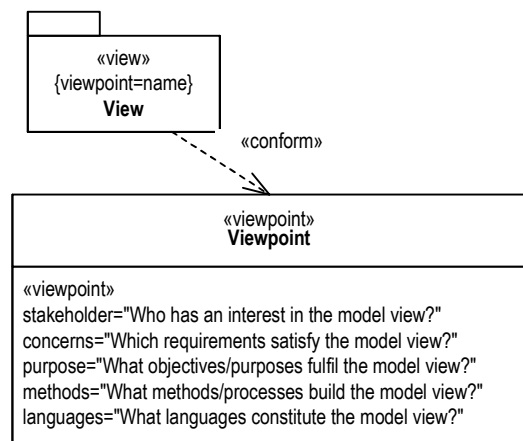 «view»
{viewpoint=name}
View
«conform»
«viewpoint»
Viewpoint
«viewpoint»
stakeholder="Who has an interest in the model view?"
concerns="Which requirements satisfy the model view?"
purpose="What objectives/purposes fulfil the model view?"
methods="What methods/processes build the model view?"
languages="What languages constitute the model view?"